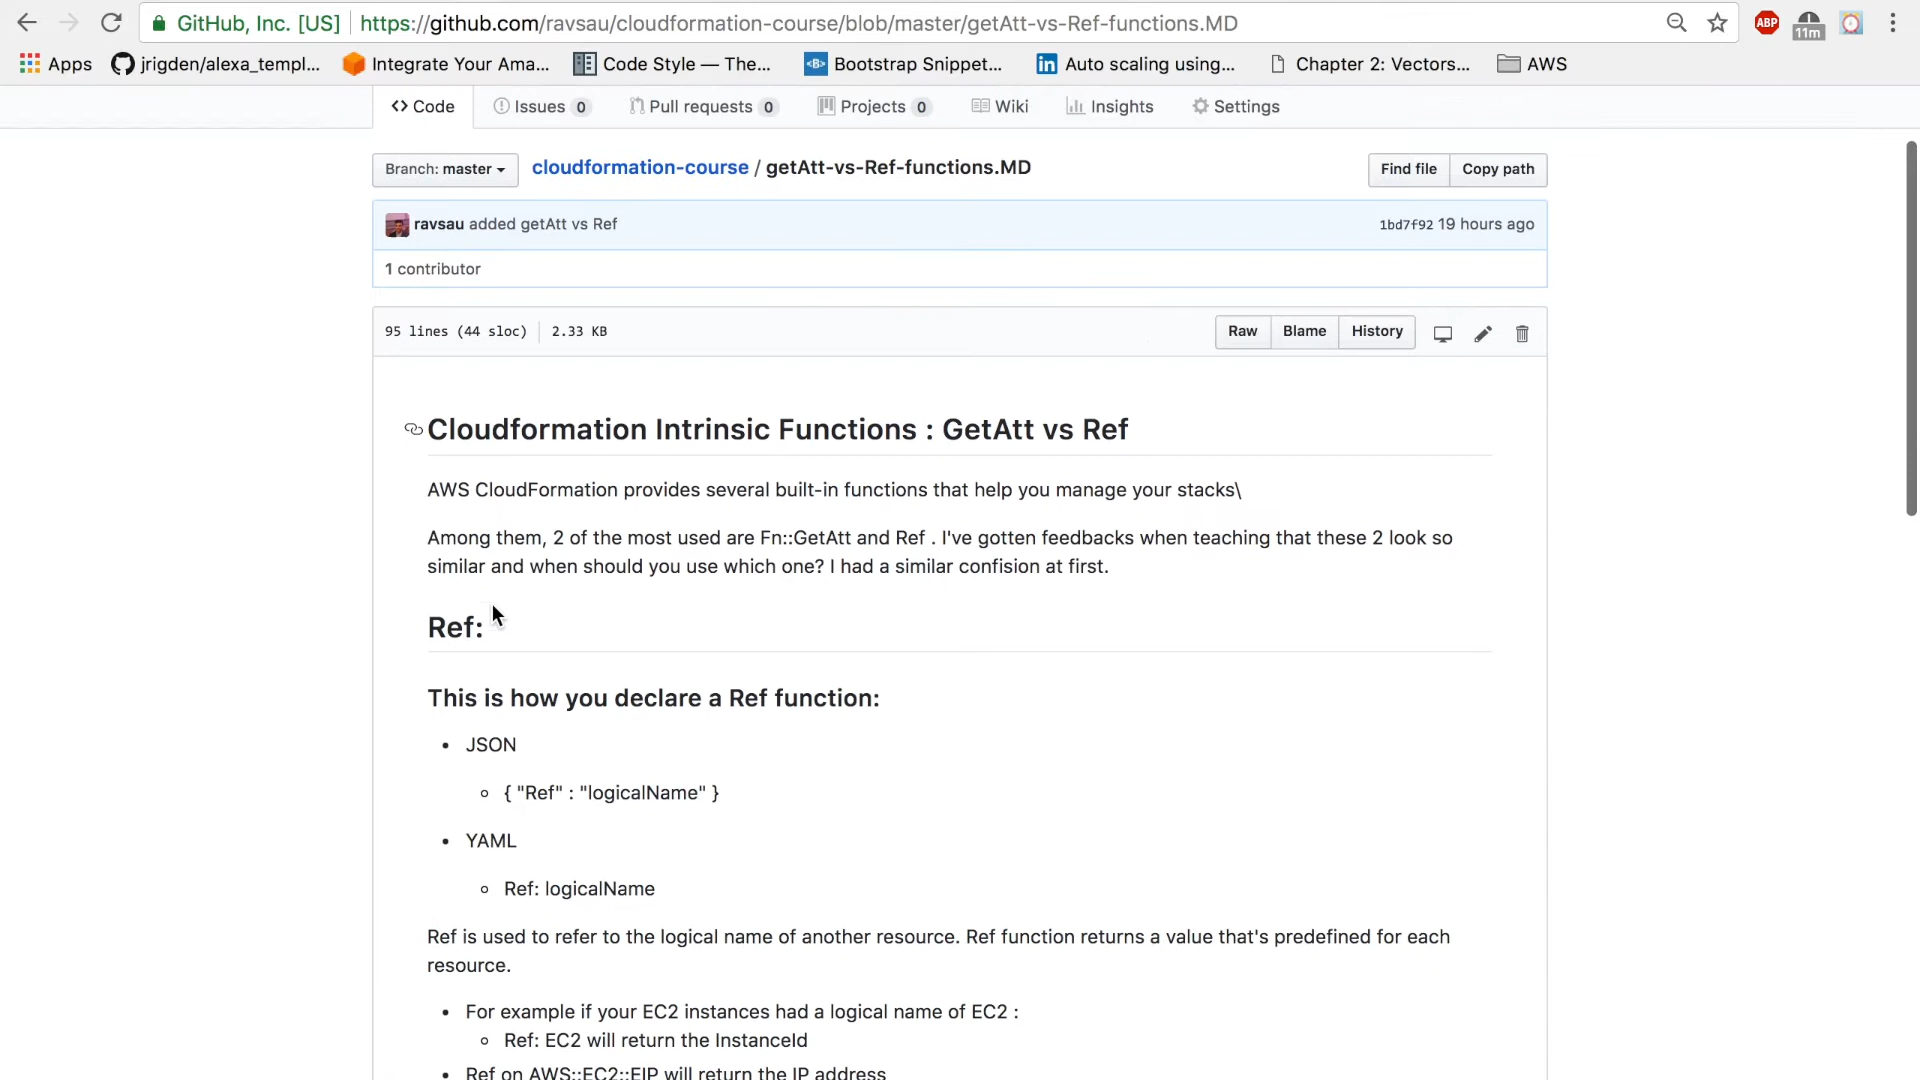 GitHub, Inc. [US] https://github.com/ravsau/cloudformation-course/blob/master/getAtt-vs-Ref-functions.MD ABP 11m
Apps jrigden/alexa_templ... Integrate Your Ama... Code Style — The... <B> Bootstrap Snippet... in Auto scaling using... Chapter 2: Vectors... AWS
<> Code Issues 0 Pull requests 0 Projects 0 Wiki Insights Settings
Branch: master cloudformation-course / getAtt-vs-Ref-functions.MD Find file Copy path
ravsau added getAtt vs Ref 1bd7f92 19 hours ago
1 contributor
95 lines (44 sloc) 2.33 KB Raw Blame History
Cloudformation Intrinsic Functions : GetAtt vs Ref
AWS CloudFormation provides several built-in functions that help you manage your stacks\
Among them, 2 of the most used are Fn::GetAtt and Ref . I've gotten feedbacks when teaching that these 2 look so
similar and when should you use which one? I had a similar confision at first.
Ref:
This is how you declare a Ref function:
• JSON
◦ { "Ref" : "logicalName" }
• YAML
◦ Ref: logicalName
Ref is used to refer to the logical name of another resource. Ref function returns a value that's predefined for each
resource.
• For example if your EC2 instances had a logical name of EC2 :
◦ Ref: EC2 will return the InstanceId
• Ref on AWS::EC2::EIP will return the IP address